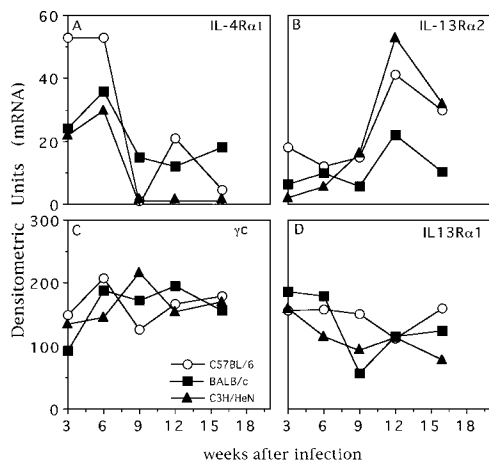 A IL-4Rα1
B IL-13Rα2
60
40
20
0
Units (mRNA)
C γc
D IL13Rα1
300
200
100
0
Densitometric
C57BL/6
BALB/c
C3H/HeN
3 6 9 12 15 18
3 6 9 12 15 18
weeks after infection